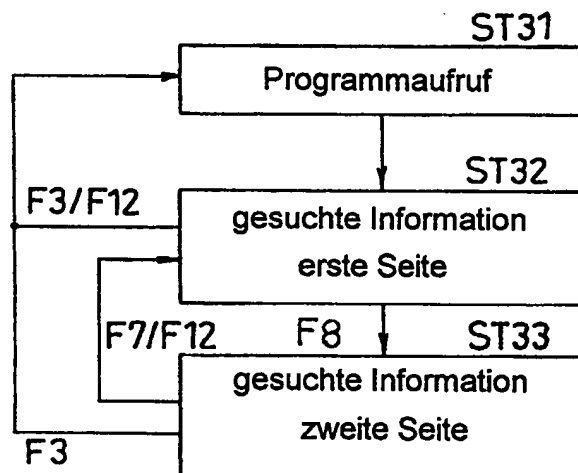 ST31
Programmaufruf
ST32
F3/F12
gesuchte Information
erste Seite
F7/F12
F8
ST33
gesuchte Information
zweite Seite
F3